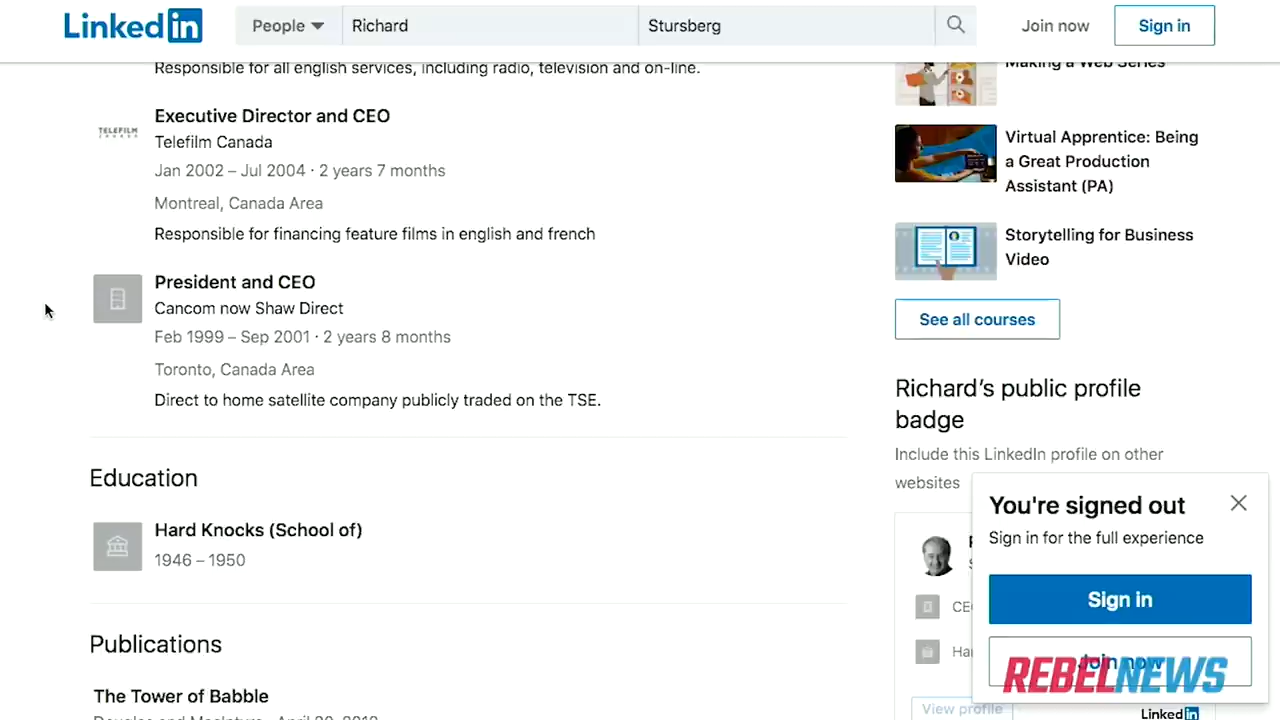 LinkedIn
People
Richard
Stursberg
Join now
Sign in
Responsible for all english services, including radio, television and on-line.
Executive Director and CEO
TELEFILM
CANADA
Telefilm Canada
Jan 2002 – Jul 2004 · 2 years 7 months
Montreal, Canada Area
Responsible for financing feature films in english and french
President and CEO
Cancom now Shaw Direct
Feb 1999 – Sep 2001 · 2 years 8 months
Toronto, Canada Area
Direct to home satellite company publicly traded on the TSE.
Education
Hard Knocks (School of)
1946 – 1950
Publications
The Tower of Babble
Making a Web Series
Virtual Apprentice: Being
a Great Production
Assistant (PA)
Storytelling for Business
Video
See all courses
Richard’s public profile
badge
Include this LinkedIn profile on other
websites
You're signed out
Sign in for the full experience
Sign in
Join now
REBELNEWS
View profile
LinkedIn